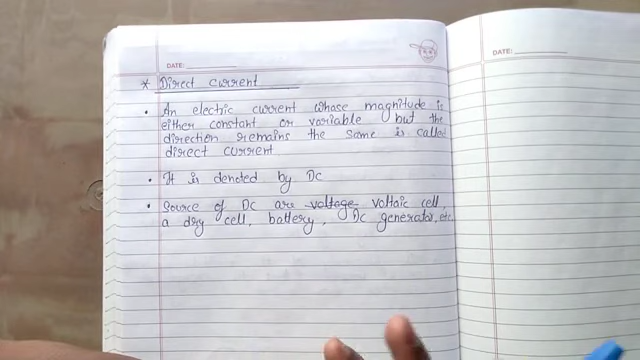 DATE:
DATE:
* Direct current
• An electric current whose magnitude is
either constant or variable but the
direction remains the same is called
direct current
• It is denoted by DC
• Source of DC are voltage voltaic cell,
a dry cell, battery, DC generator, etc.